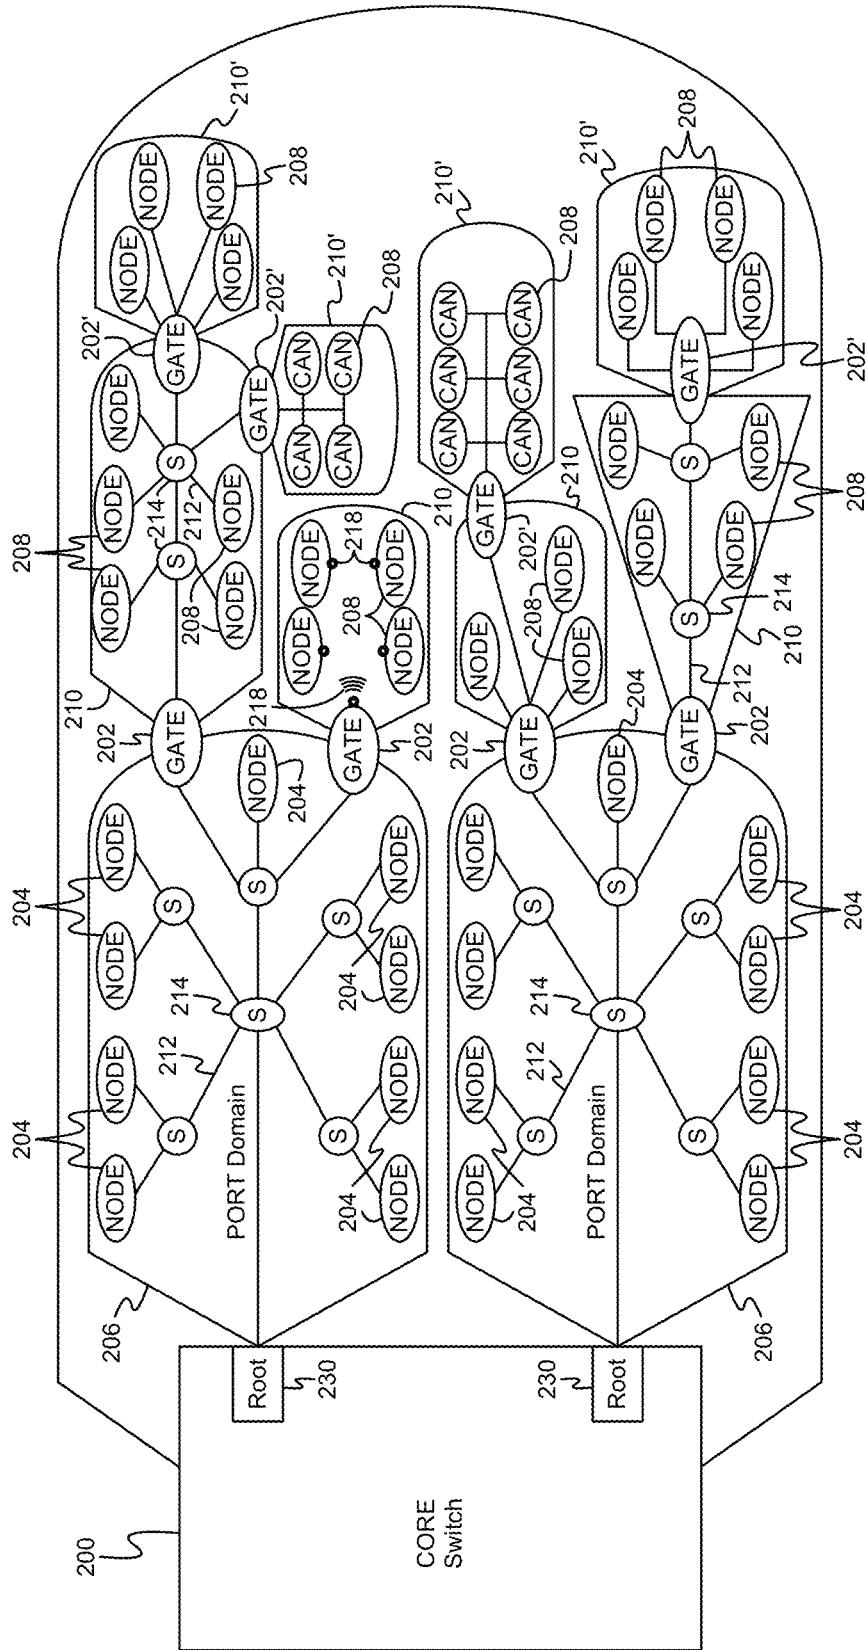 204
204
208
200
206
NODE
NODE
NODE
NODE
202
210
NODE
NODE
NODE
202'
NODE
NODE
S
S
GATE
214
S
S
GATE
212
214
208
212
NODE
NODE
PORT Domain
NODE
NODE
210'
Root
S
S
NODE
218
GATE
202'
230
204
NODE
NODE
CAN
CAN
208
204
204
204
S
S
GATE
218
208
218
CAN
CAN
210'
NODE
NODE
NODE
NODE
202
NODE
NODE
208
210
CORE
Switch
NODE
NODE
NODE
NODE
202
NODE
CAN
CAN
CAN
210'
204
204
S
S
GATE
208
202'
GATE
212
214
NODE
NODE
210
CAN
CAN
CAN
208
PORT Domain
Root
S
S
NODE
204
NODE
NODE
NODE
210'
230
NODE
208
S
S
GATE
S
S
GATE
206
212
214
NODE
NODE
NODE
NODE
NODE
NODE
NODE
NODE
202
210
214
208
202'
204
204